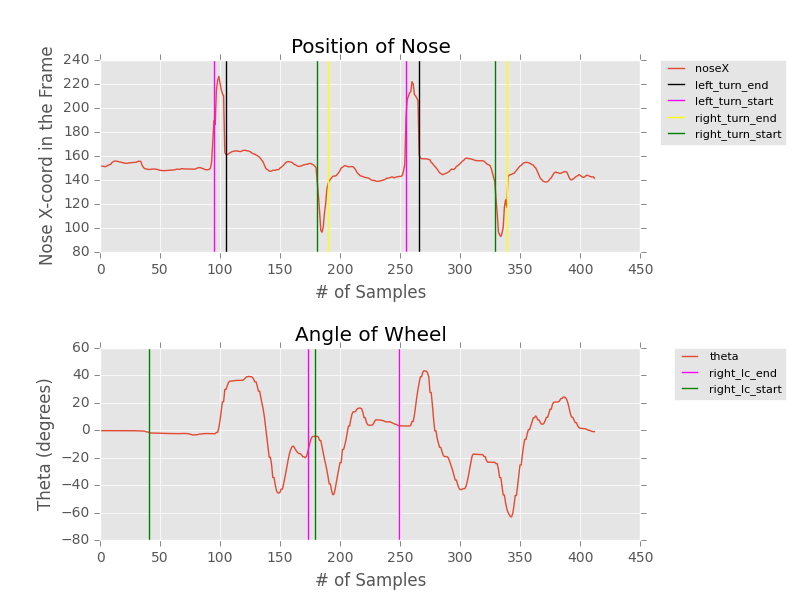 Position of Nose
240
220
200
180
160
140
120
100
80
Nose X-coord in the Frame
0 50 100 150 200 250 300 350 400 450
# of Samples
noseX
left_turn_end
left_turn_start
right_turn_end
right_turn_start
Angle of Wheel
60
40
20
0
−20
−40
−60
−80
Theta (degrees)
0 50 100 150 200 250 300 350 400 450
# of Samples
theta
right_lc_end
right_lc_start